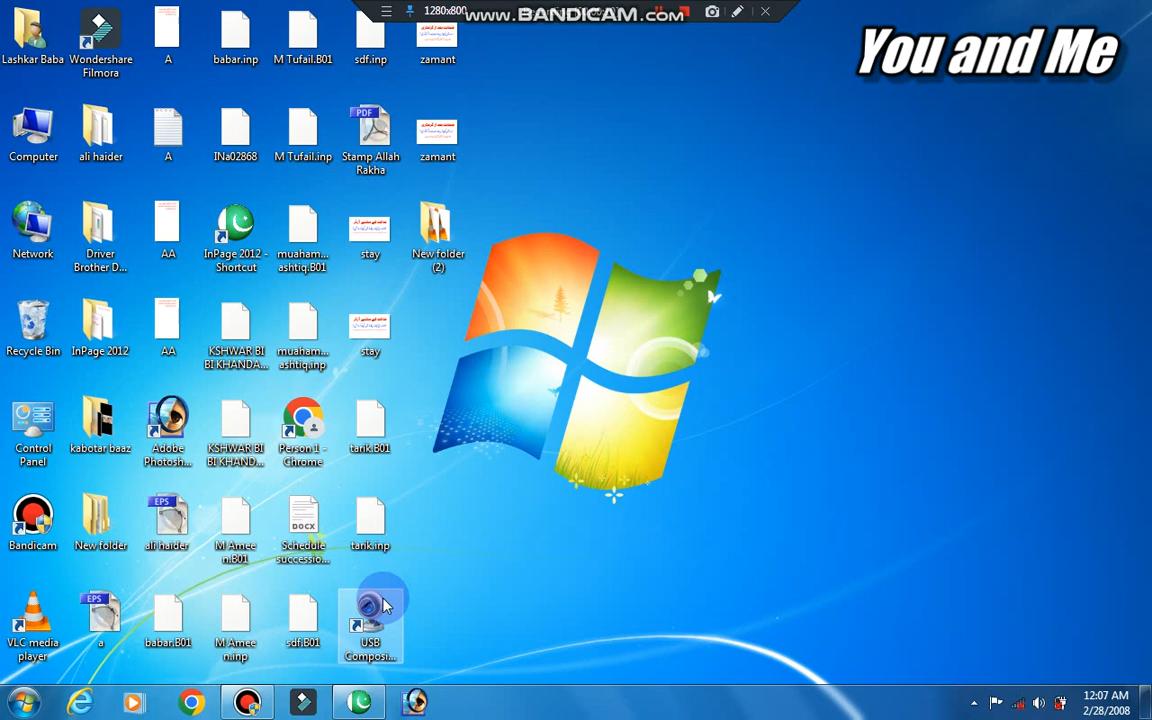 1280x800
www.BANDICAM.com
You and Me
Lashkar Baba
Wondershare
Filmora
A
babar.inp
M Tufail.B01
sdf.inp
zamant
Computer
ali haider
A
INa02868
M Tufail.inp
PDF
Stamp Allah
Rakha
zamant
Network
Driver
Brother D...
AA
InPage 2012 -
Shortcut
muaham...
ashtiq.B01
stay
New folder
(2)
Recycle Bin
InPage 2012
AA
KSHWAR BI
BI KHANDA...
muaham...
ashtiq.inp
stay
Control
Panel
kabotar baaz
Adobe
Photosh...
KSHWAR BI
BI KHAND...
Person 1 -
Chrome
tarik.B01
Bandicam
New folder
EPS
ali haider
M Amee
n.B01
DOCX
Schedule
successio...
tarik.inp
VLC media
player
EPS
a
babar.B01
M Amee
n.inp
sdf.B01
USB
Composi...
12:07 AM
2/28/2008